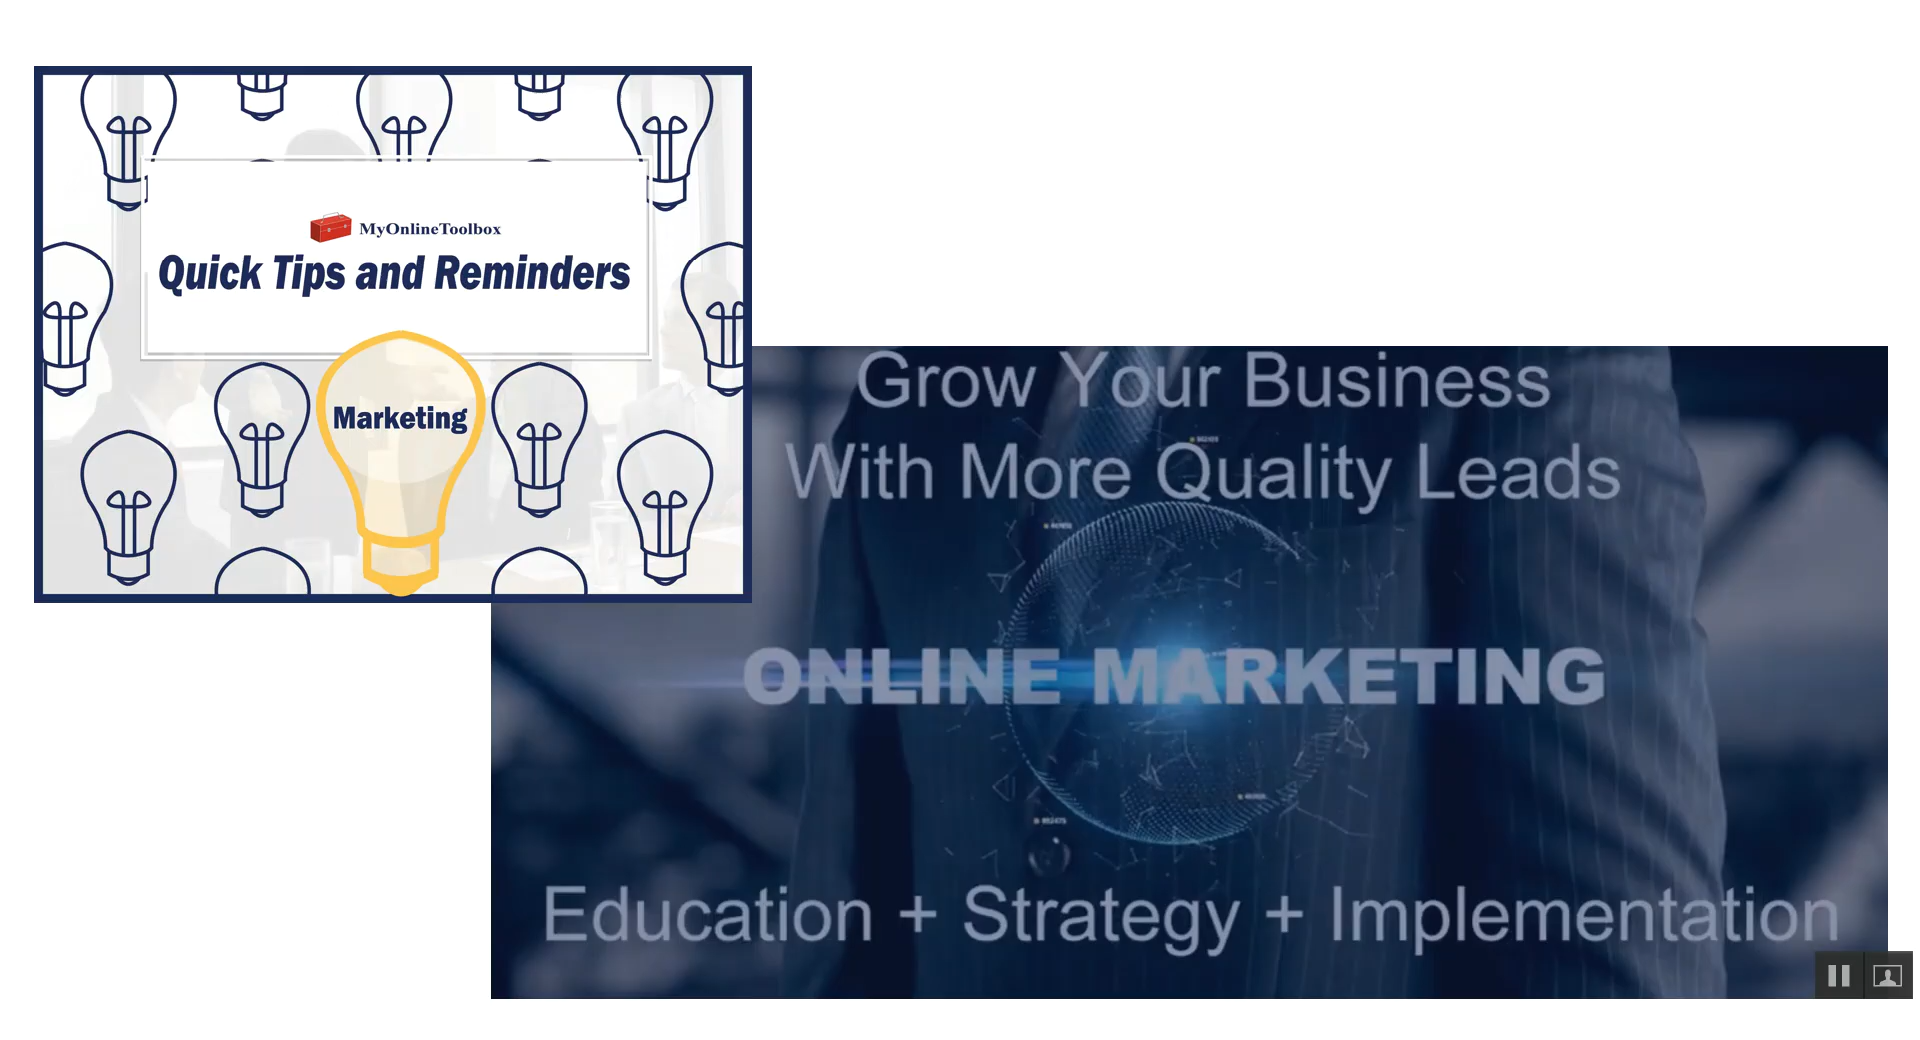 MyOnlineToolbox
Quick Tips and Reminders
Marketing
Grow Your Business
With More Quality Leads
ONLINE MARKETING
Education + Strategy + Implementation